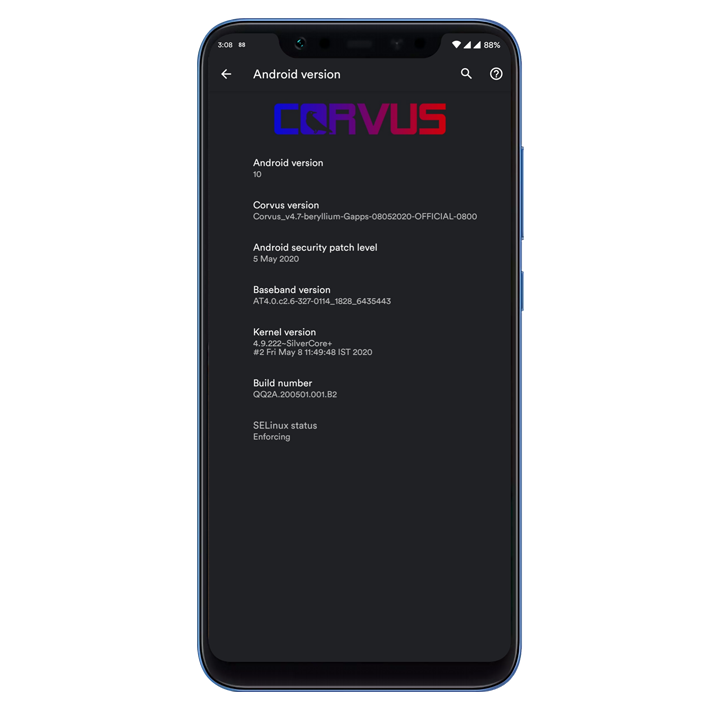 3:08 88 88%
Android version
CORVUS
Android version
10
Corvus version
Corvus_v4.7-beryllium-Gapps-08052020-OFFICIAL-0800
Android security patch level
5 May 2020
Baseband version
AT4.0.c2.6-327-0114_1828_6435443
Kernel version
4.9.222~SilverCore+
#2 Fri May 8 11:49:48 IST 2020
Build number
QQ2A.200501.001.B2
SELinux status
Enforcing